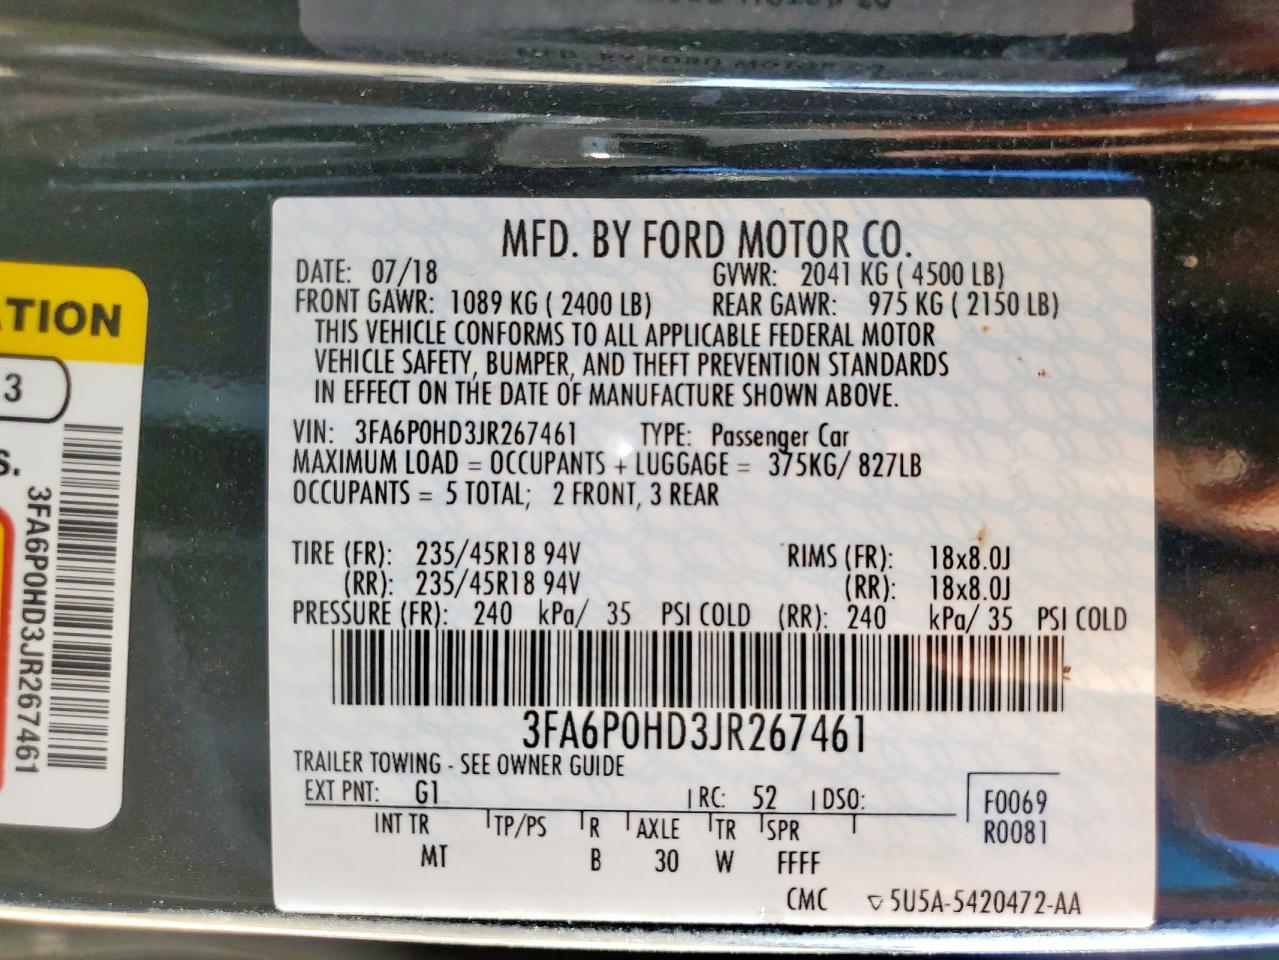 MFD. BY FORD MOTOR CO.
DATE: 07/18 GVWR: 2041 KG ( 4500 LB)
FRONT GAWR: 1089 KG ( 2400 LB) REAR GAWR: 975 KG ( 2150 LB)
THIS VEHICLE CONFORMS TO ALL APPLICABLE FEDERAL MOTOR
VEHICLE SAFETY, BUMPER, AND THEFT PREVENTION STANDARDS
IN EFFECT ON THE DATE OF MANUFACTURE SHOWN ABOVE.
VIN: 3FA6P0HD3JR267461 TYPE: Passenger Car
MAXIMUM LOAD = OCCUPANTS + LUGGAGE = 375KG/ 827LB
OCCUPANTS = 5 TOTAL; 2 FRONT, 3 REAR
TIRE (FR): 235/45R18 94V RIMS (FR): 18x8.0J
(RR): 235/45R18 94V (RR): 18x8.0J
PRESSURE (FR): 240 kPa/ 35 PSI COLD (RR): 240 kPa/ 35 PSI COLD
3FA6P0HD3JR267461
TRAILER TOWING - SEE OWNER GUIDE
EXT PNT: G1 RC: 52 DSO: F0069
R0081
INT TR TP/PS R AXLE TR SPR
MT B 30 W FFFF
CMC ▽ 5U5A-5420472-AA
ATION
3
S.
3FA6P0HD3JR267461